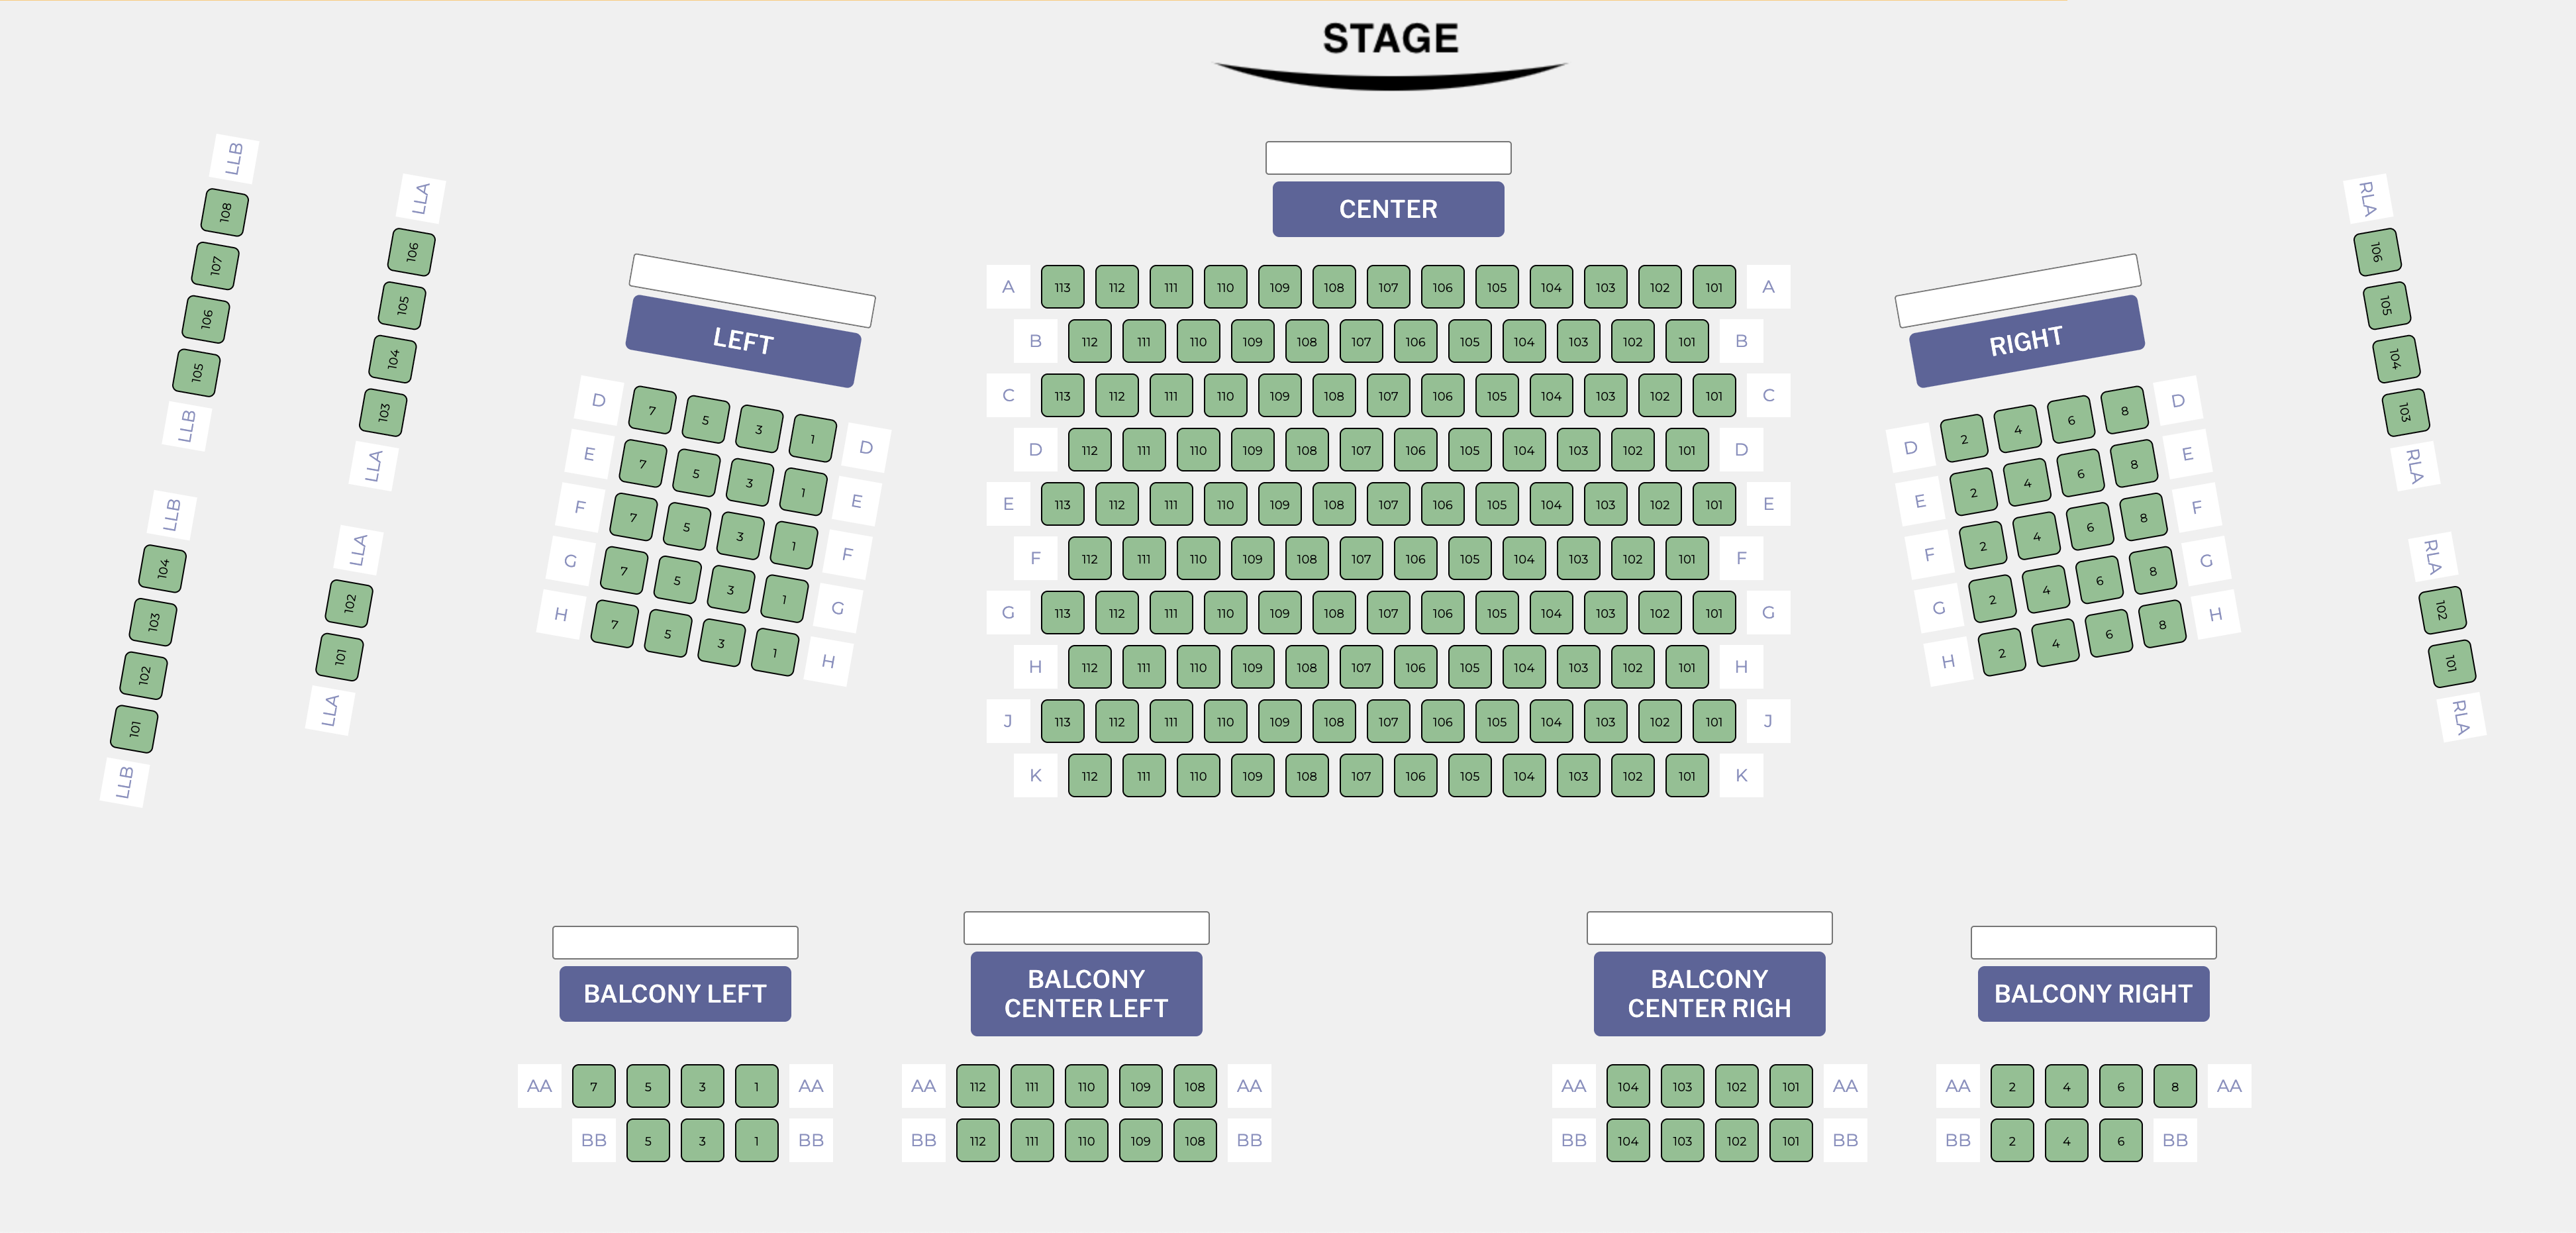 STAGE
CENTER
A 113 112 111 110 109 108 107 106 105 104 103 102 101 A
B 112 111 110 109 108 107 106 105 104 103 102 101 B
C 113 112 111 110 109 108 107 106 105 104 103 102 101 C
D 112 111 110 109 108 107 106 105 104 103 102 101 D
E 113 112 111 110 109 108 107 106 105 104 103 102 101 E
F 112 111 110 109 108 107 106 105 104 103 102 101 F
G 113 112 111 110 109 108 107 106 105 104 103 102 101 G
H 112 111 110 109 108 107 106 105 104 103 102 101 H
J 113 112 111 110 109 108 107 106 105 104 103 102 101 J
K 112 111 110 109 108 107 106 105 104 103 102 101 K
LLB 108 107 106 105 LLB
LLB 104 103 102 101 LLB
LLA 106 105 104 103 LLA
LLA 102 101 LLA
LEFT
D 7 5 3 1 D
E 7 5 3 1 E
F 7 5 3 1 F
G 7 5 3 1 G
H 7 5 3 1 H
RIGHT
D 2 4 6 8 D
E 2 4 6 8 E
F 2 4 6 8 F
G 2 4 6 8 G
H 2 4 6 8 H
RLA 106 105 104 103 RLA
RLA 102 101 RLA
BALCONY LEFT
AA 7 5 3 1 AA
BB 5 3 1 BB
BALCONY
CENTER LEFT
AA 112 111 110 109 108 AA
BB 112 111 110 109 108 BB
BALCONY
CENTER RIGH
AA 104 103 102 101 AA
BB 104 103 102 101 BB
BALCONY RIGHT
AA 2 4 6 8 AA
BB 2 4 6 BB